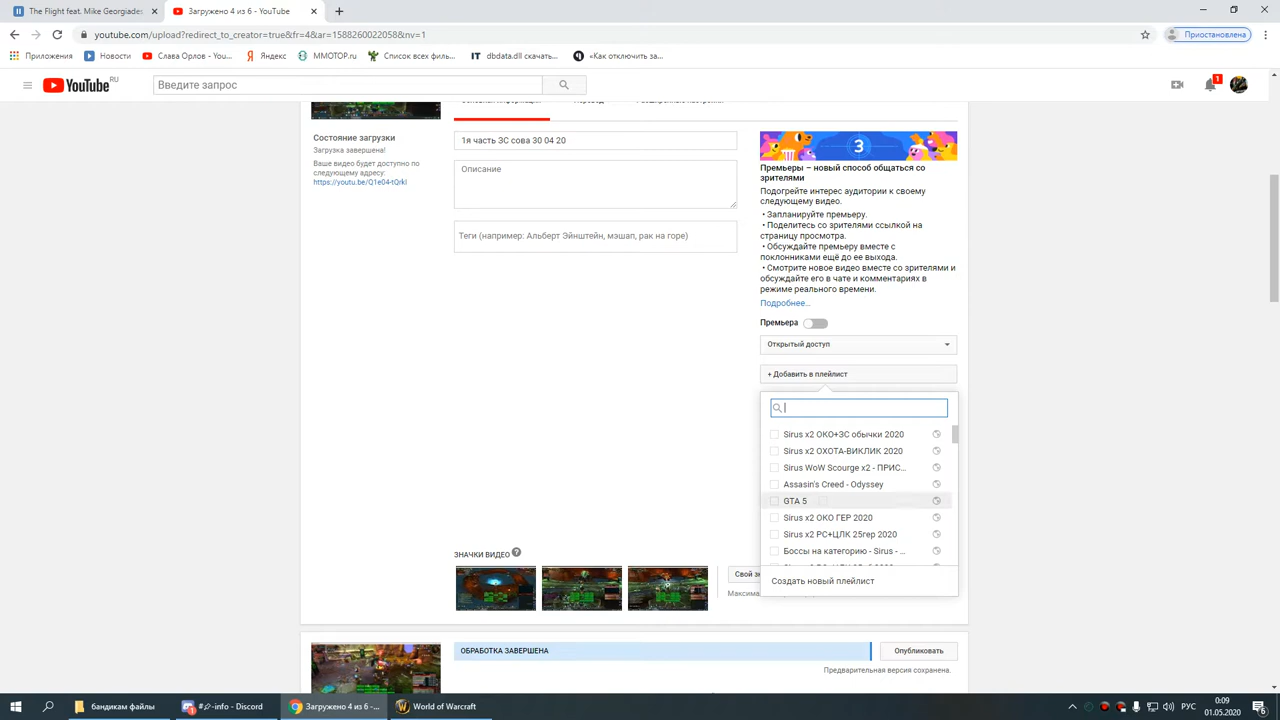 The Flight feat. Mike Georgiades:
Загружено 4 из 6 - YouTube
youtube.com/upload?redirect_to_creator=true&fr=4&ar=1588260022058&nv=1
Приостановлена
Приложения
Новости
Слава Орлов - You...
Яндекс
MMOTOP.ru
Список всех филь...
dbdata.dll скачать...
«Как отключить за...
YouTube RU
Введите запрос
1
Состояние загрузки
Загрузка завершена!
Ваше видео будет доступно по
следующему адресу:
https://youtu.be/Q1e04-tQrkI
1я часть ЗС сова 30 04 20
Описание
Теги (например: Альберт Эйнштейн, мэшап, рак на горе)
3
Премьеры – новый способ общаться со
зрителями
Подогрейте интерес аудитории к своему
следующему видео.
• Запланируйте премьеру.
• Поделитесь со зрителями ссылкой на
страницу просмотра.
• Обсуждайте премьеру вместе с
поклонниками ещё до ее выхода.
• Смотрите новое видео вместе со зрителями и
обсуждайте его в чате и комментариях в
режиме реального времени.
Подробнее...
Премьера
Открытый доступ
+ Добавить в плейлист
Sirus x2 ОКО+ЗС обычки 2020
Sirus x2 ОХОТА-ВИКЛИК 2020
Sirus WoW Scourge x2 - ПРИС...
Assasin's Creed - Odyssey
GTA 5
Sirus x2 ОКО ГЕР 2020
Sirus x2 РС+ЦЛК 25гер 2020
Боссы на категорию - Sirus - ...
Создать новый плейлист
ЗНАЧКИ ВИДЕО ?
Свой зн
Максима
ОБРАБОТКА ЗАВЕРШЕНА
Опубликовать
Предварительная версия сохранена.
бандикам файлы
#-info - Discord
Загружено 4 из 6 -...
World of Warcraft
РУС
0:09
01.05.2020
6